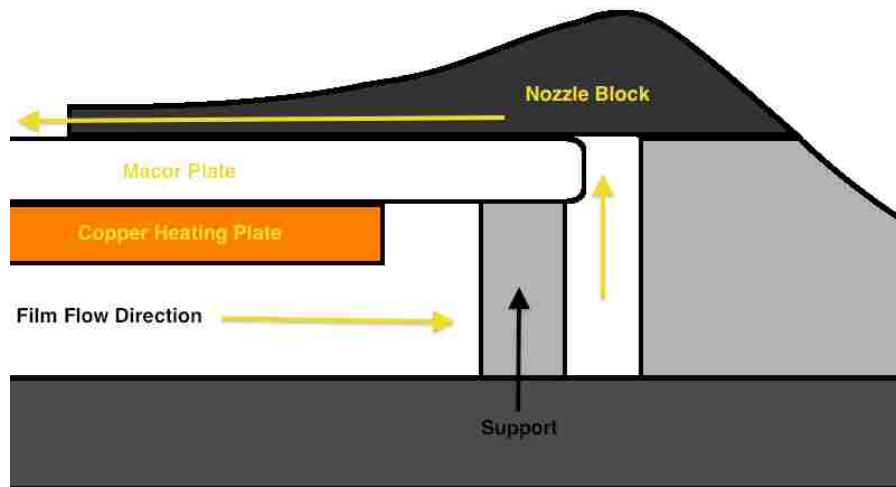 Nozzle Block
Macor Plate
Copper Heating Plate
Film Flow Direction
Support